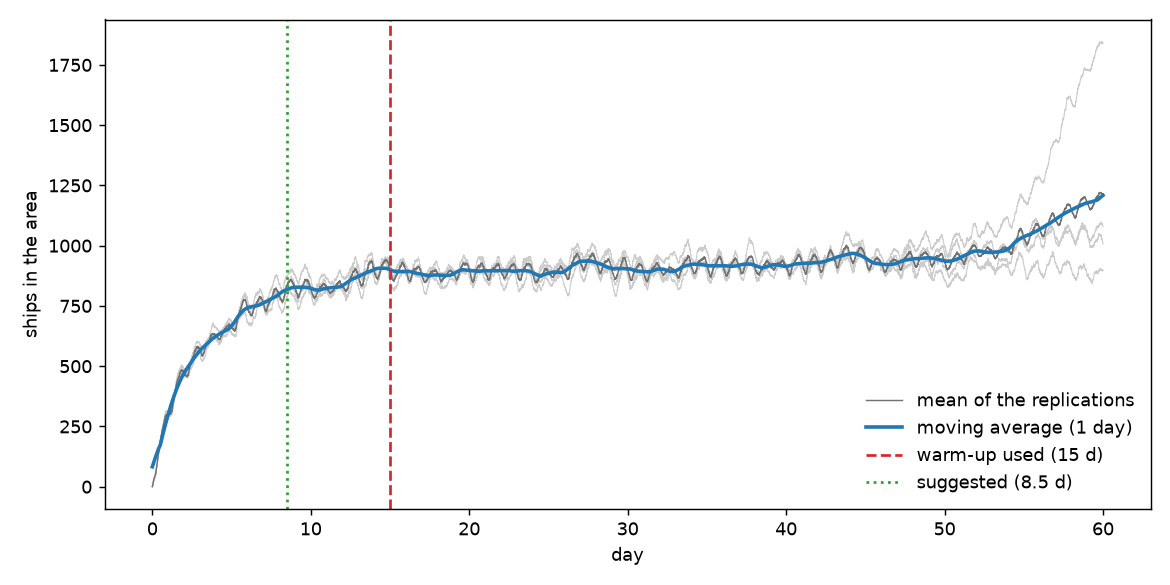 1750
1500
1250
1000
750
500
250
0
ships in the area
mean of the replications
moving average (1 day)
warm-up used (15 d)
suggested (8.5 d)
0 10 20 30 40 50 60
day